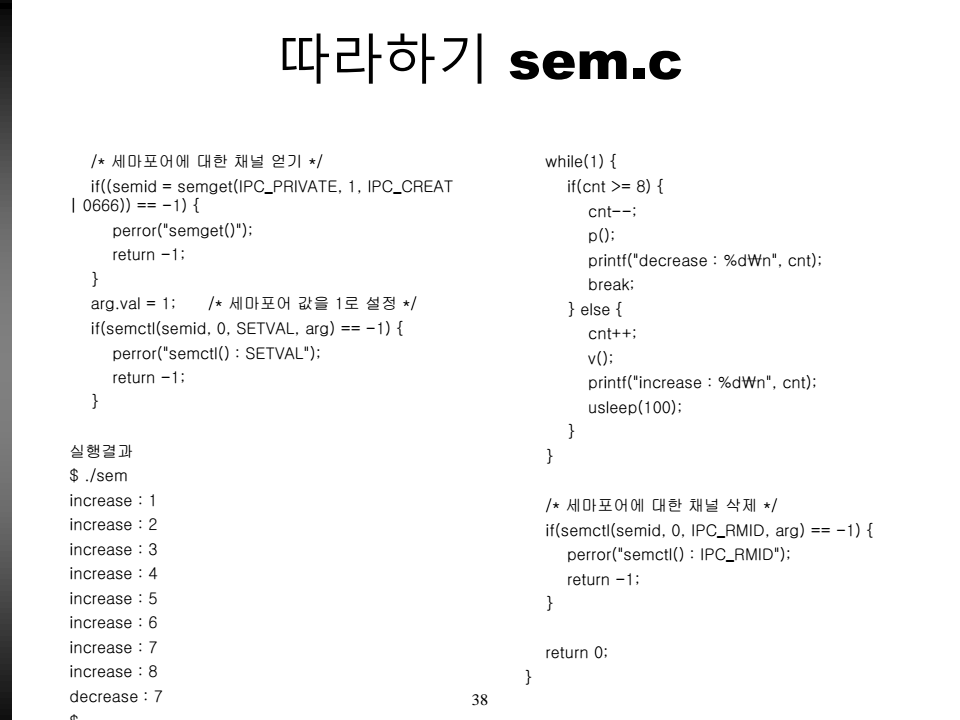 따라하기 sem.c
/* 세마포어에 대한 채널 얻기 */
if((semid = semget(IPC_PRIVATE, 1, IPC_CREAT
| 0666)) == -1) {
perror("semget()");
return -1;
}
arg.val = 1; /* 세마포어 값을 1로 설정 */
if(semctl(semid, 0, SETVAL, arg) == -1) {
perror("semctl() : SETVAL");
return -1;
}
실행결과
$ ./sem
increase : 1
increase : 2
increase : 3
increase : 4
increase : 5
increase : 6
increase : 7
increase : 8
decrease : 7
$
while(1) {
if(cnt >= 8) {
cnt--;
p();
printf("decrease : %d₩n", cnt);
break;
} else {
cnt++;
v();
printf("increase : %d₩n", cnt);
usleep(100);
}
}
/* 세마포어에 대한 채널 삭제 */
if(semctl(semid, 0, IPC_RMID, arg) == -1) {
perror("semctl() : IPC_RMID");
return -1;
}
return 0;
}
38